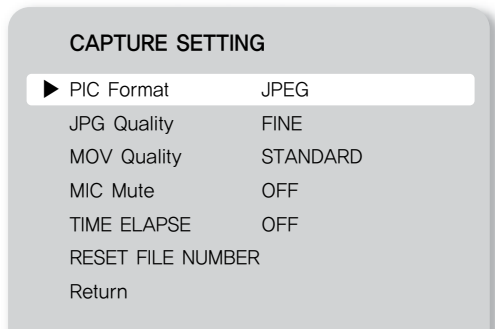 CAPTURE SETTING
▶ PIC Format JPEG
JPG Quality FINE
MOV Quality STANDARD
MIC Mute OFF
TIME ELAPSE OFF
RESET FILE NUMBER
Return